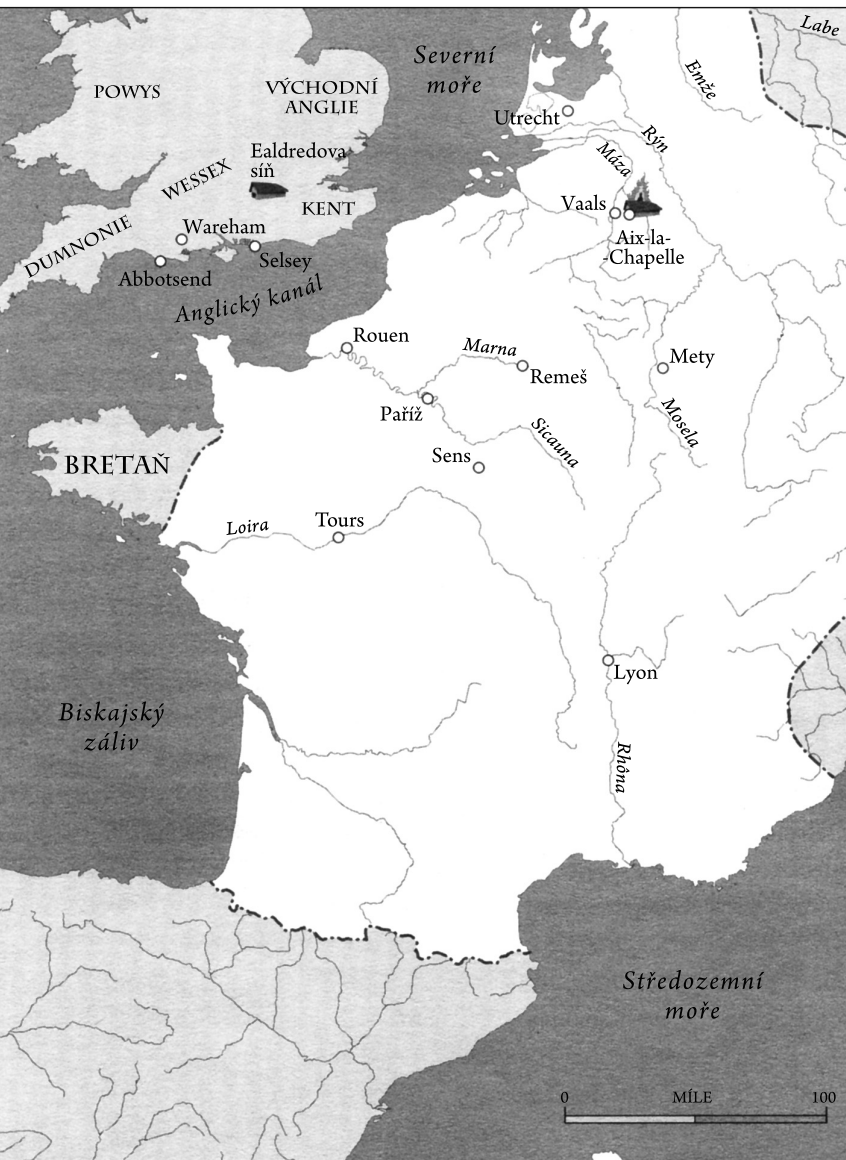 Labe
Severní
moře
Emže
POWYS
VÝCHODNÍ
ANGLIE
Utrecht
Rýn
Ealdredova
síň
Máza
WESSEX
Vaals
KENT
Wareham
DUMNONIE
Aix-la-
-Chapelle
Selsey
Abbotsend
Anglický kanál
Rouen
Marna
Remeš
Mety
Paříž
Mosela
Sicauna
Sens
BRETAŇ
Loira
Tours
Lyon
Biskajský
záliv
Rhôna
Středozemní
moře
0 MÍLE 100